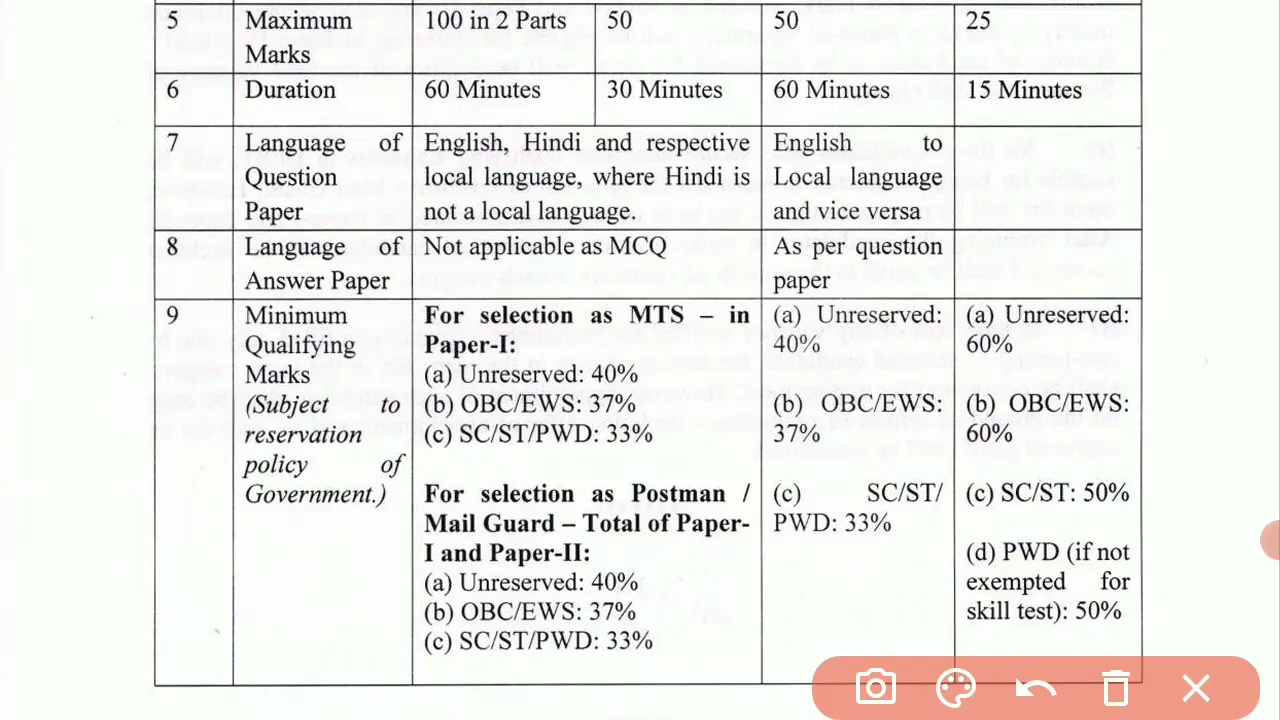 5
Maximum
Marks
100 in 2 Parts
50
50
25
6
Duration
60 Minutes
30 Minutes
60 Minutes
15 Minutes
7
Language of
Question
Paper
English, Hindi and respective
local language, where Hindi is
not a local language.
English to
Local language
and vice versa
8
Language of
Answer Paper
Not applicable as MCQ
As per question
paper
9
Minimum
Qualifying
Marks
(Subject to
reservation
policy of
Government.)
For selection as MTS – in
Paper-I:
(a) Unreserved: 40%
(b) OBC/EWS: 37%
(c) SC/ST/PWD: 33%
For selection as Postman /
Mail Guard – Total of Paper-
I and Paper-II:
(a) Unreserved: 40%
(b) OBC/EWS: 37%
(c) SC/ST/PWD: 33%
(a) Unreserved:
40%
(b) OBC/EWS:
37%
(c) SC/ST/
PWD: 33%
(a) Unreserved:
60%
(b) OBC/EWS:
60%
(c) SC/ST: 50%
(d) PWD (if not
exempted for
skill test): 50%